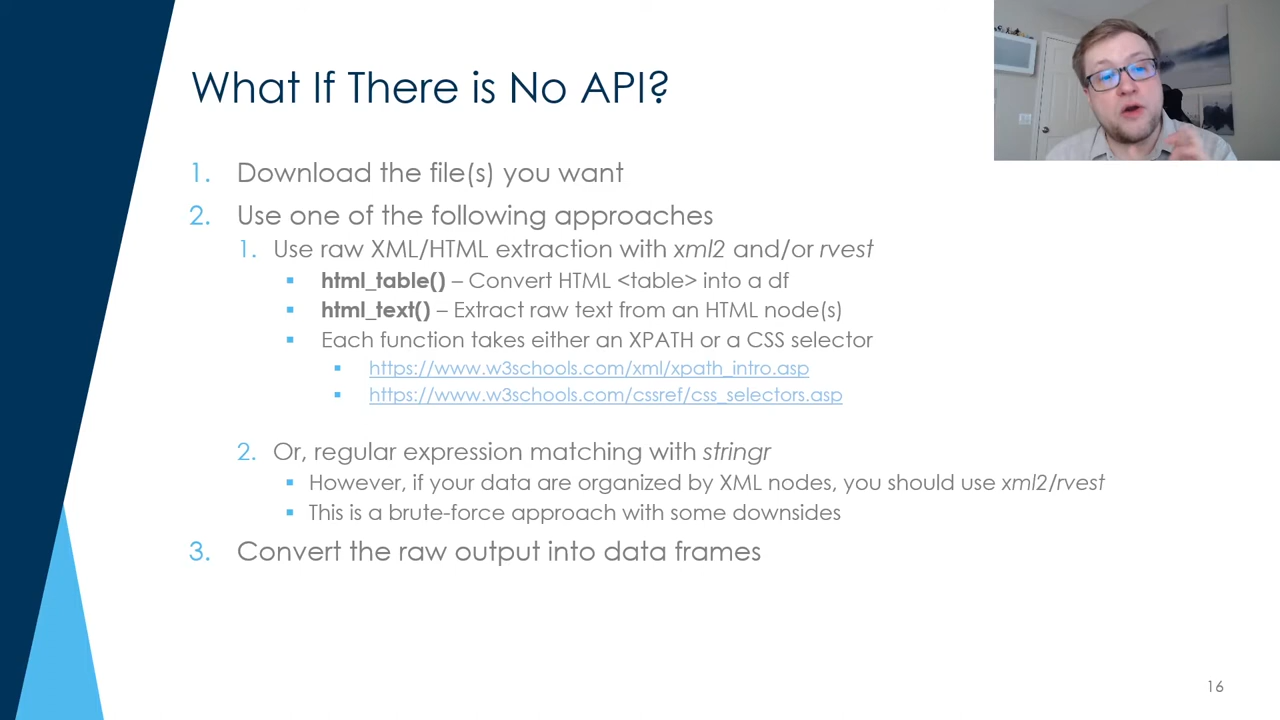 What If There is No API?
1. Download the file(s) you want
2. Use one of the following approaches
1. Use raw XML/HTML extraction with xml2 and/or rvest
▪ html_table() – Convert HTML <table> into a df
▪ html_text() – Extract raw text from an HTML node(s)
▪ Each function takes either an XPATH or a CSS selector
▪ https://www.w3schools.com/xml/xpath_intro.asp
▪ https://www.w3schools.com/cssref/css_selectors.asp
2. Or, regular expression matching with stringr
▪ However, if your data are organized by XML nodes, you should use xml2/rvest
▪ This is a brute-force approach with some downsides
3. Convert the raw output into data frames
16